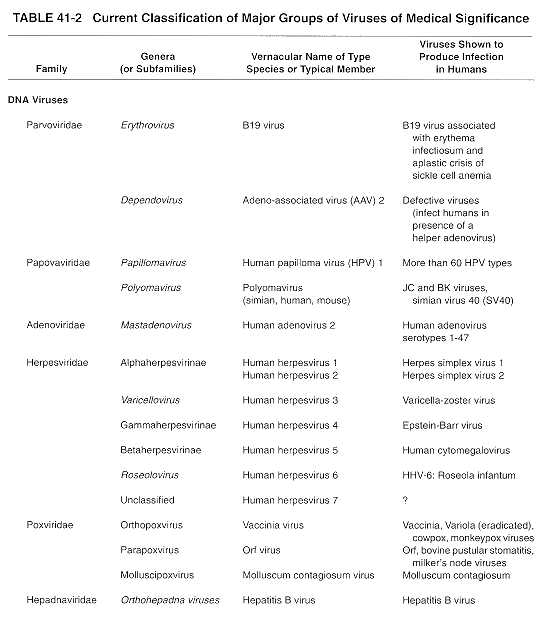 TABLE 41-2 Current Classification of Major Groups of Viruses of Medical Significance
Family
Genera
(or Subfamilies)
Vernacular Name of Type
Species or Typical Member
Viruses Shown to
Produce Infection
in Humans
DNA Viruses
Parvoviridae Erythrovirus B19 virus B19 virus associated
with erythema
infectiosum and
aplastic crisis of
sickle cell anemia
Dependovirus Adeno-associated virus (AAV) 2 Defective viruses
(infect humans in
presence of a
helper adenovirus)
Papovaviridae Papillomavirus Human papilloma virus (HPV) 1 More than 60 HPV types
Polyomavirus Polyomavirus JC and BK viruses,
(simian, human, mouse) simian virus 40 (SV40)
Adenoviridae Mastadenovirus Human adenovirus 2 Human adenovirus
serotypes 1-47
Herpesviridae Alphaherpesvirinae Human herpesvirus 1 Herpes simplex virus 1
Human herpesvirus 2 Herpes simplex virus 2
Varicellovirus Human herpesvirus 3 Varicella-zoster virus
Gammaherpesvirinae Human herpesvirus 4 Epstein-Barr virus
Betaherpesvirinae Human herpesvirus 5 Human cytomegalovirus
Roseolovirus Human herpesvirus 6 HHV-6: Roseola infantum
Unclassified Human herpesvirus 7 ?
Poxviridae Orthopoxvirus Vaccinia virus Vaccinia, Variola (eradicated),
cowpox, monkeypox viruses
Parapoxvirus Orf virus Orf, bovine pustular stomatitis,
milker's node viruses
Molluscipoxvirus Molluscum contagiosum virus Molluscum contagiosum
Hepadnaviridae Orthohepadna viruses Hepatitis B virus Hepatitis B virus